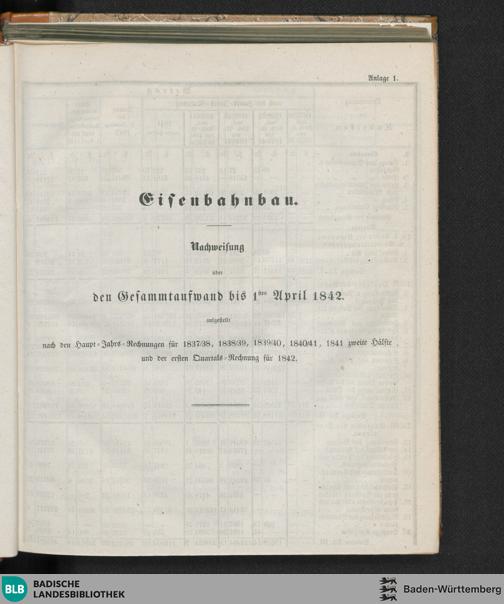 Anlage 1.
Eisenbahnbau.
Nachweisung
über
den Gesammtaufwand bis 1ten April 1842.
aufgestellt
nach den Haupt-Jahrs-Rechnungen für 1837/38, 1838/39, 1839/40, 1840/41, 1841 zweite Hälfte,
und der ersten Quartals-Rechnung für 1842.
BLB
BADISCHE
LANDESBIBLIOTHEK
Baden-Württemberg